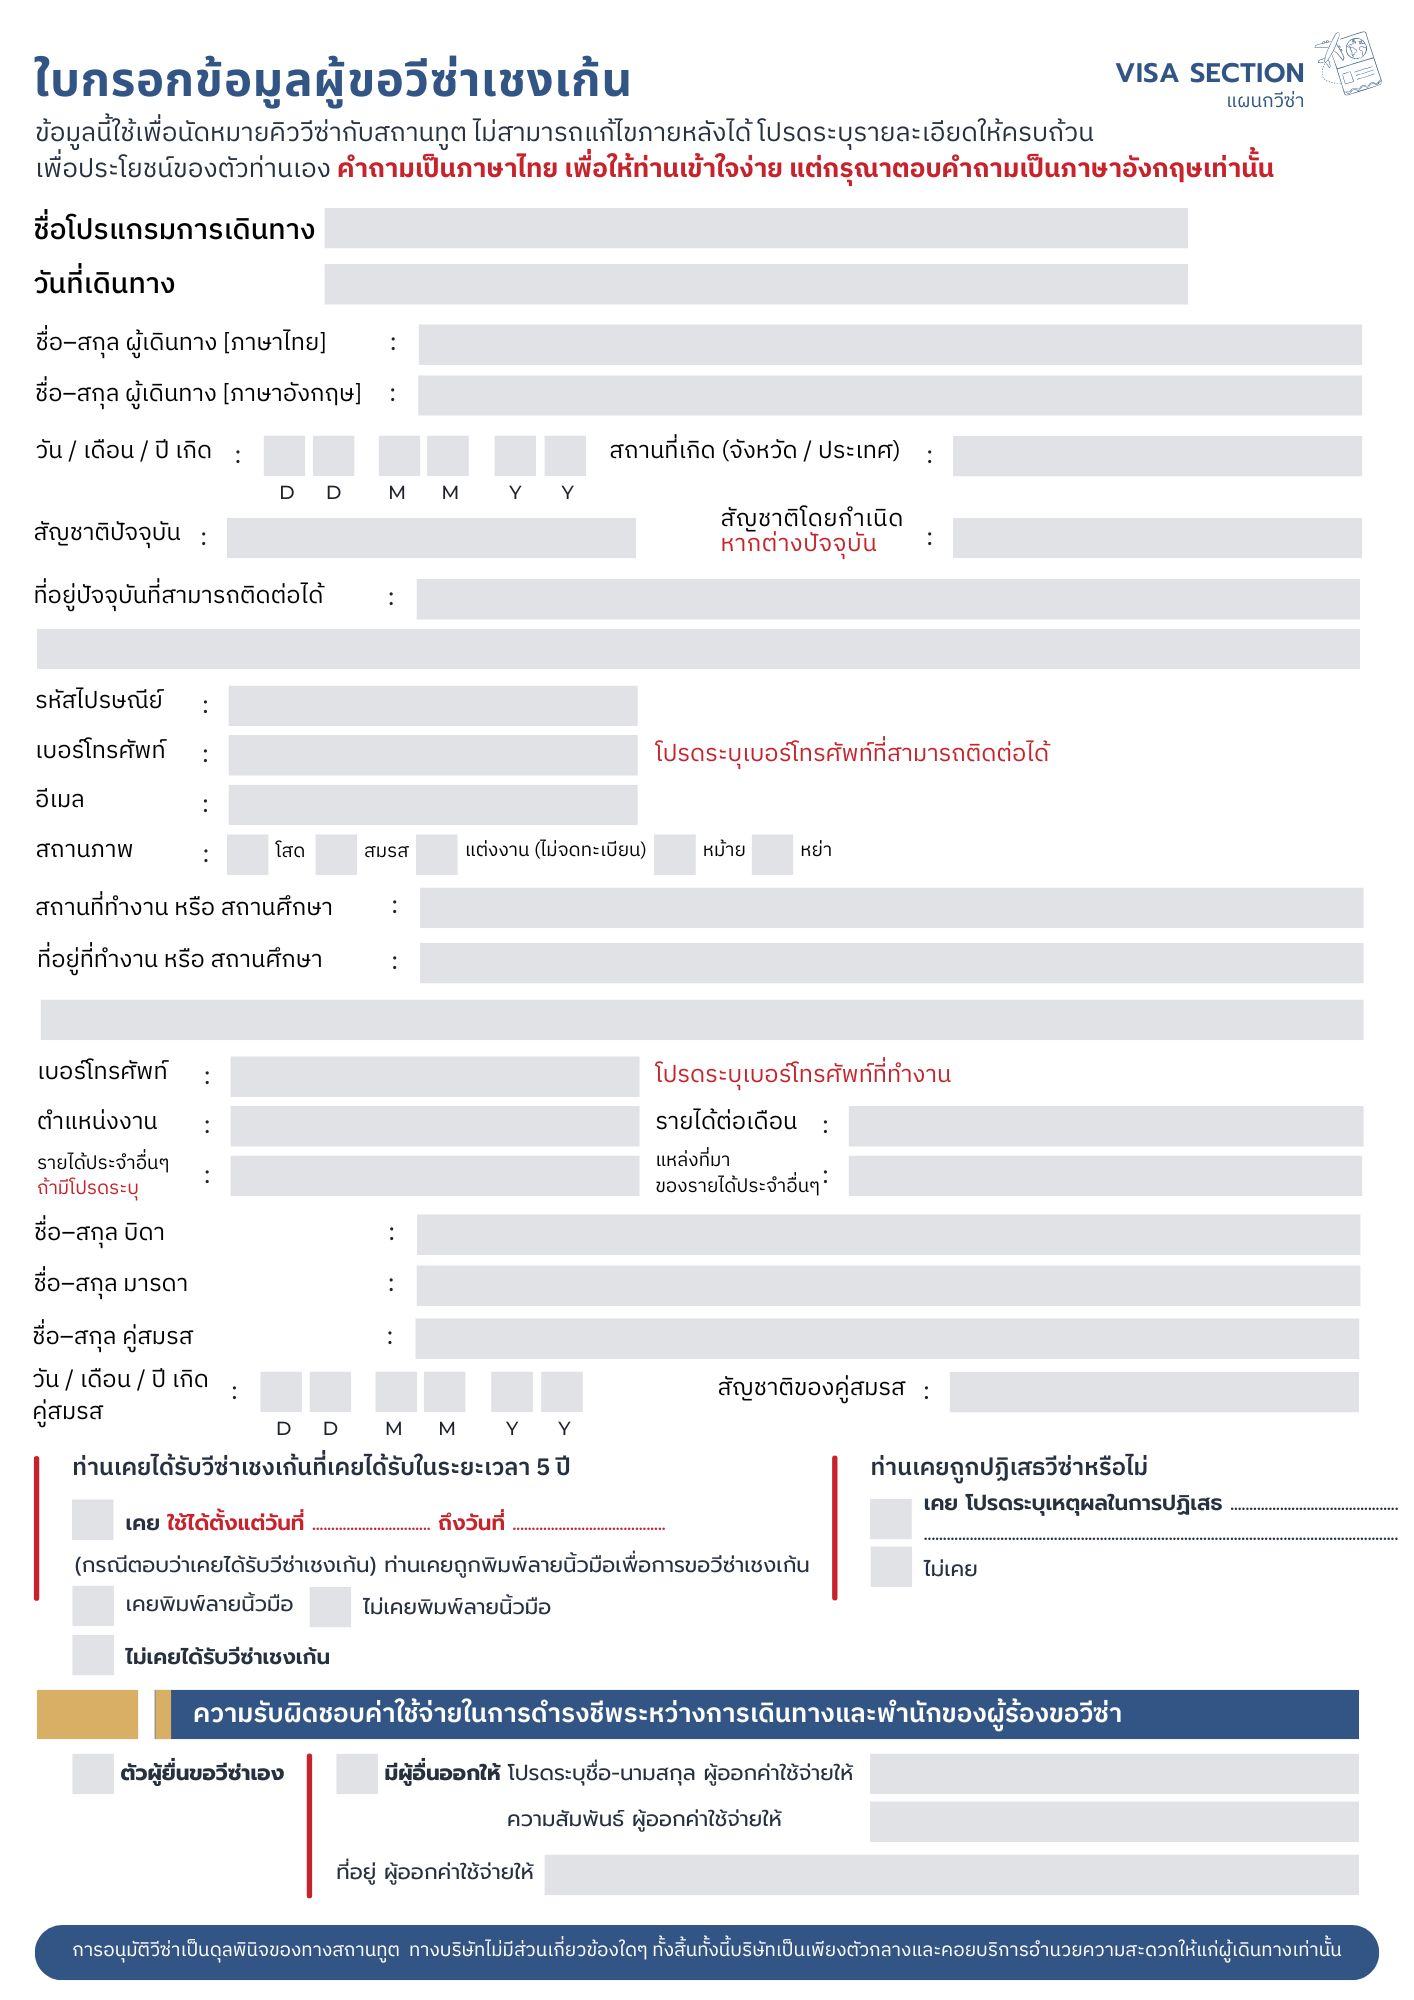 ใบกรอกข้อมูลผู้ขอวีซ่าเชงเก้น
VISA SECTION
แผนกวีซ่า
ข้อมูลนี้ใช้เพื่อนัดหมายคิววีซ่ากับสถานทูต ไม่สามารถแก้ไขภายหลังได้ โปรดระบุรายละเอียดให้ครบถ้วน
เพื่อประโยชน์ของตัวท่านเอง คำถามเป็นภาษาไทย เพื่อให้ท่านเข้าใจง่าย แต่กรุณาตอบคำถามเป็นภาษาอังกฤษเท่านั้น
ชื่อโปรแกรมการเดินทาง
วันที่เดินทาง
ชื่อ–สกุล ผู้เดินทาง [ภาษาไทย] :
ชื่อ–สกุล ผู้เดินทาง [ภาษาอังกฤษ] :
วัน / เดือน / ปี เกิด : สถานที่เกิด (จังหวัด / ประเทศ) :
D D M M Y Y
สัญชาติปัจจุบัน : สัญชาติโดยกำเนิด :
หากต่างปัจจุบัน
ที่อยู่ปัจจุบันที่สามารถติดต่อได้ :
รหัสไปรษณีย์ :
เบอร์โทรศัพท์ : โปรดระบุเบอร์โทรศัพท์ที่สามารถติดต่อได้
อีเมล :
สถานภาพ : โสด สมรส แต่งงาน (ไม่จดทะเบียน) หม้าย หย่า
สถานที่ทำงาน หรือ สถานศึกษา :
ที่อยู่ที่ทำงาน หรือ สถานศึกษา :
เบอร์โทรศัพท์ : โปรดระบุเบอร์โทรศัพท์ที่ทำงาน
ตำแหน่งงาน : รายได้ต่อเดือน :
รายได้ประจำอื่นๆ : แหล่งที่มา
ถ้ามีโปรดระบุ ของรายได้ประจำอื่นๆ :
ชื่อ–สกุล บิดา :
ชื่อ–สกุล มารดา :
ชื่อ–สกุล คู่สมรส :
วัน / เดือน / ปี เกิด : สัญชาติของคู่สมรส :
คู่สมรส
D D M M Y Y
ท่านเคยได้รับวีซ่าเชงเก้นที่เคยได้รับในระยะเวลา 5 ปี
เคย ใช้ได้ตั้งแต่วันที่ ............................... ถึงวันที่ ........................................
(กรณีตอบว่าเคยได้รับวีซ่าเชงเก้น) ท่านเคยถูกพิมพ์ลายนิ้วมือเพื่อการขอวีซ่าเชงเก้น
เคยพิมพ์ลายนิ้วมือ ไม่เคยพิมพ์ลายนิ้วมือ
ไม่เคยได้รับวีซ่าเชงเก้น
ท่านเคยถูกปฏิเสธวีซ่าหรือไม่
เคย โปรดระบุเหตุผลในการปฏิเสธ ............................................
............................................................................................................................
ไม่เคย
ความรับผิดชอบค่าใช้จ่ายในการดำรงชีพระหว่างการเดินทางและพำนักของผู้ร้องขอวีซ่า
ตัวผู้ยื่นขอวีซ่าเอง มีผู้อื่นออกให้ โปรดระบุชื่อ-นามสกุล ผู้ออกค่าใช้จ่ายให้
ความสัมพันธ์ ผู้ออกค่าใช้จ่ายให้
ที่อยู่ ผู้ออกค่าใช้จ่ายให้
การอนุมัติวีซ่าเป็นดุลพินิจของทางสถานทูต ทางบริษัทไม่มีส่วนเกี่ยวข้องใดๆ ทั้งสิ้นทั้งนี้บริษัทเป็นเพียงตัวกลางและคอยบริการอำนวยความสะดวกให้แก่ผู้เดินทางเท่านั้น